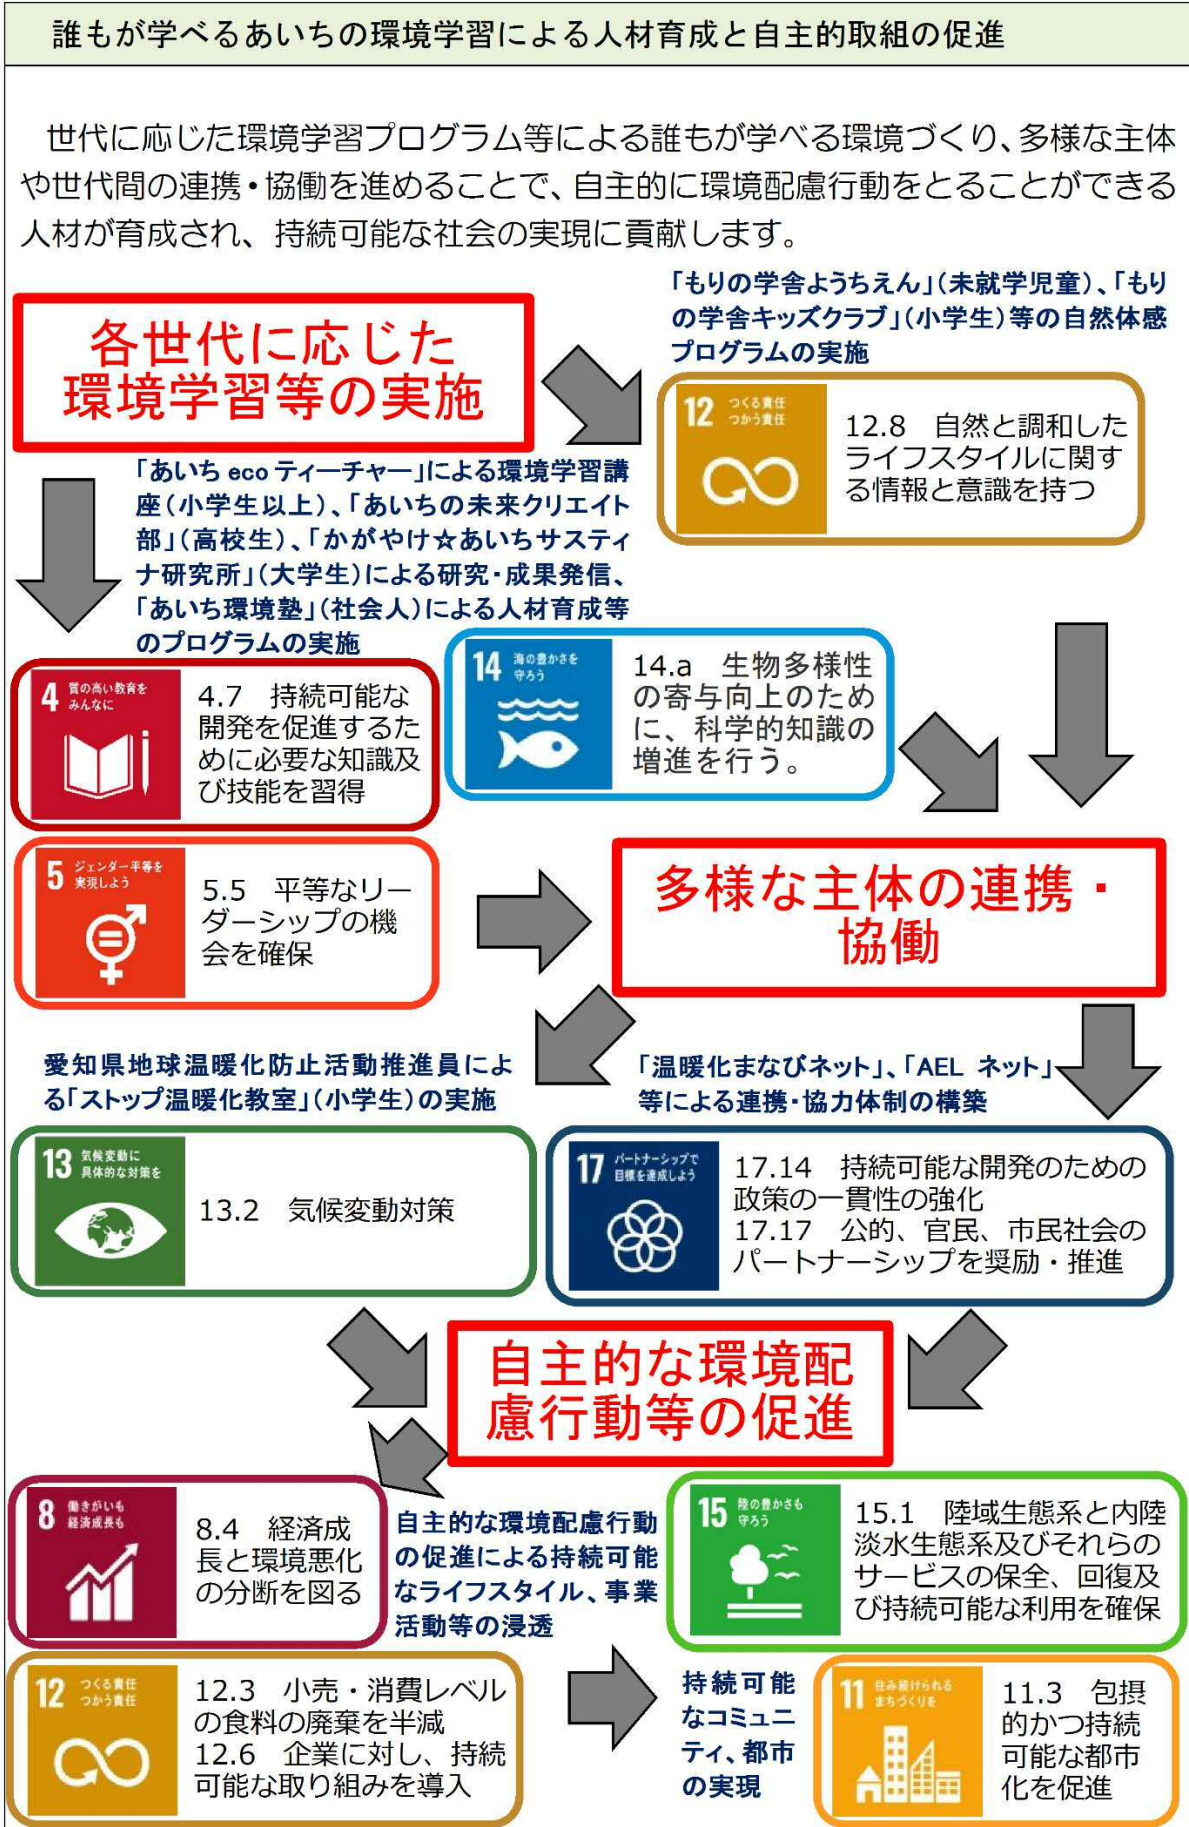 誰もが学べるあいちの環境学習による人材育成と自主的取組の促進
世代に応じた環境学習プログラム等による誰もが学べる環境づくり、多様な主体
や世代間の連携・協働を進めることで、自主的に環境配慮行動をとることができる
人材が育成され、持続可能な社会の実現に貢献します。
各世代に応じた
環境学習等の実施
「もりの学舎ようちえん」(未就学児童)、「もり
の学舎キッズクラブ」(小学生)等の自然体感
プログラムの実施
12 つくる責任
つかう責任
12.8　自然と調和した
ライフスタイルに関す
る情報と意識を持つ
「あいち eco ティーチャー」による環境学習講
座(小学生以上)、「あいちの未来クリエイト
部」(高校生)、「かがやけ☆あいちサスティ
ナ研究所」(大学生)による研究・成果発信、
「あいち環境塾」(社会人)による人材育成等
のプログラムの実施
4 質の高い教育を
みんなに
4.7　持続可能な
開発を促進するた
めに必要な知識及
び技能を習得
14 海の豊かさを
守ろう
14.a　生物多様性
の寄与向上のため
に、科学的知識の
増進を行う。
5 ジェンダー平等を
実現しよう
5.5　平等なリー
ダーシップの機
会を確保
多様な主体の連携・
協働
愛知県地球温暖化防止活動推進員によ
る「ストップ温暖化教室」(小学生)の実施
「温暖化まなびネット」、「AEL ネット」
等による連携・協力体制の構築
13 気候変動に
具体的な対策を
13.2　気候変動対策
17 パートナーシップで
目標を達成しよう
17.14　持続可能な開発のための
政策の一貫性の強化
17.17　公的、官民、市民社会の
パートナーシップを奨励・推進
自主的な環境配
慮行動等の促進
8 働きがいも
経済成長も
8.4　経済成
長と環境悪化
の分断を図る
自主的な環境配慮行動
の促進による持続可能
なライフスタイル、事業
活動等の浸透
15 陸の豊かさも
守ろう
15.1　陸域生態系と内陸
淡水生態系及びそれらの
サービスの保全、回復及
び持続可能な利用を確保
12 つくる責任
つかう責任
12.3　小売・消費レベル
の食料の廃棄を半減
12.6　企業に対し、持続
可能な取り組みを導入
持続可能
なコミュニ
ティ、都市
の実現
11 住み続けられる
まちづくりを
11.3　包摂
的かつ持続
可能な都市
化を促進